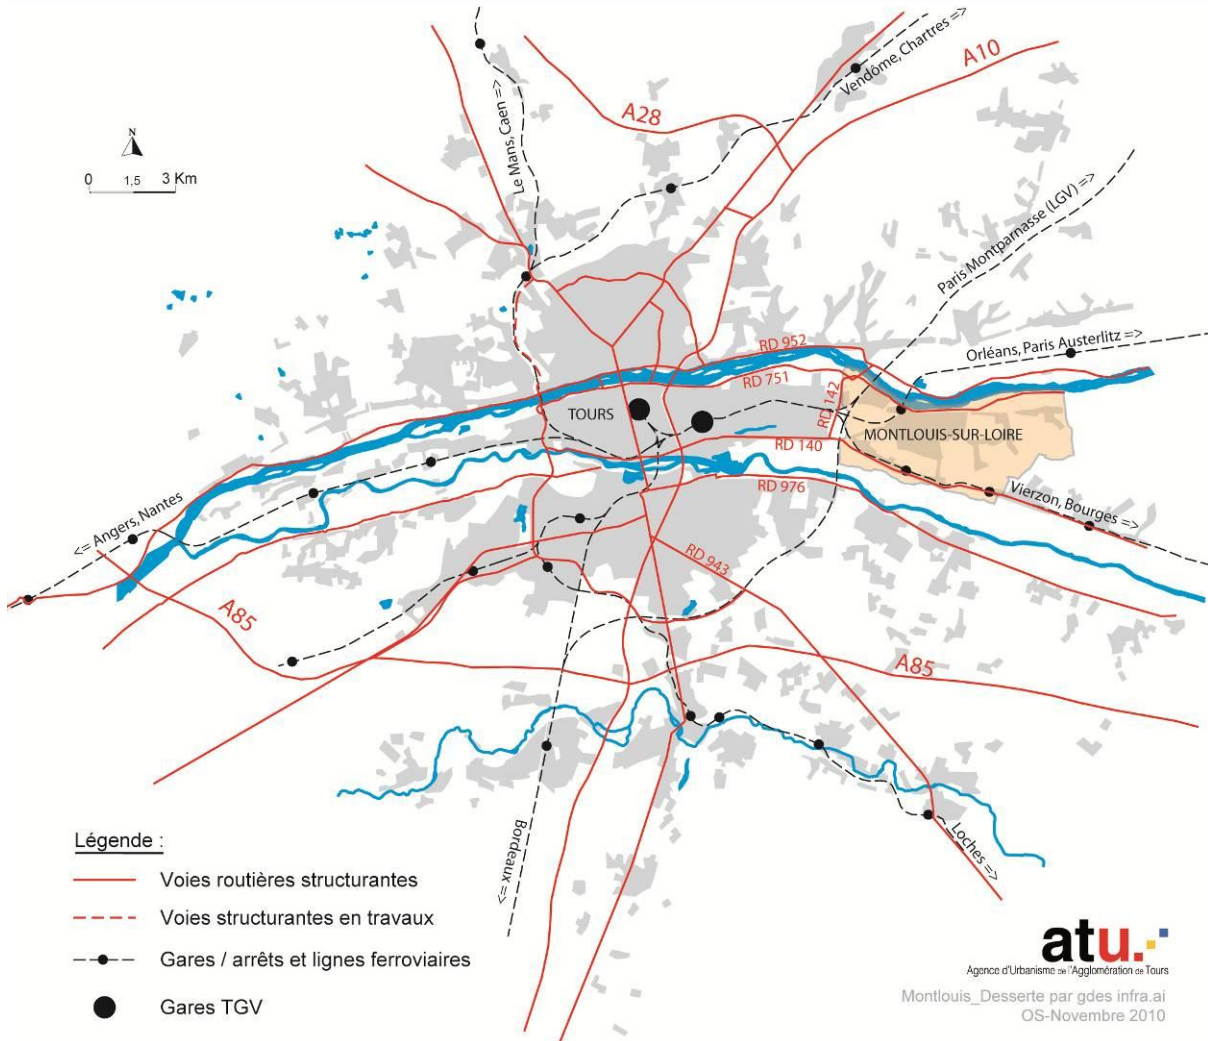 Vendôme, Chartres =>
A10
A28
Le Mans, Caen =>
N
0 1,5 3 Km
Paris Montparnasse (LGV) =>
Orléans, Paris Austerlitz =>
RD 952
RD 751
RD 142
TOURS
MONTLOUIS-SUR-LOIRE
RD 140
RD 976
Vierzon, Bourges =>
<= Angers, Nantes
RD 943
A85
A85
Bordeaux =>
Loches =>
Légende :
Voies routières structurantes
Voies structurantes en travaux
Gares / arrêts et lignes ferroviaires
Gares TGV
atu.
Agence d'Urbanisme de l'Agglomération de Tours
Montlouis_Desserte par gdes infra.ai
OS-Novembre 2010